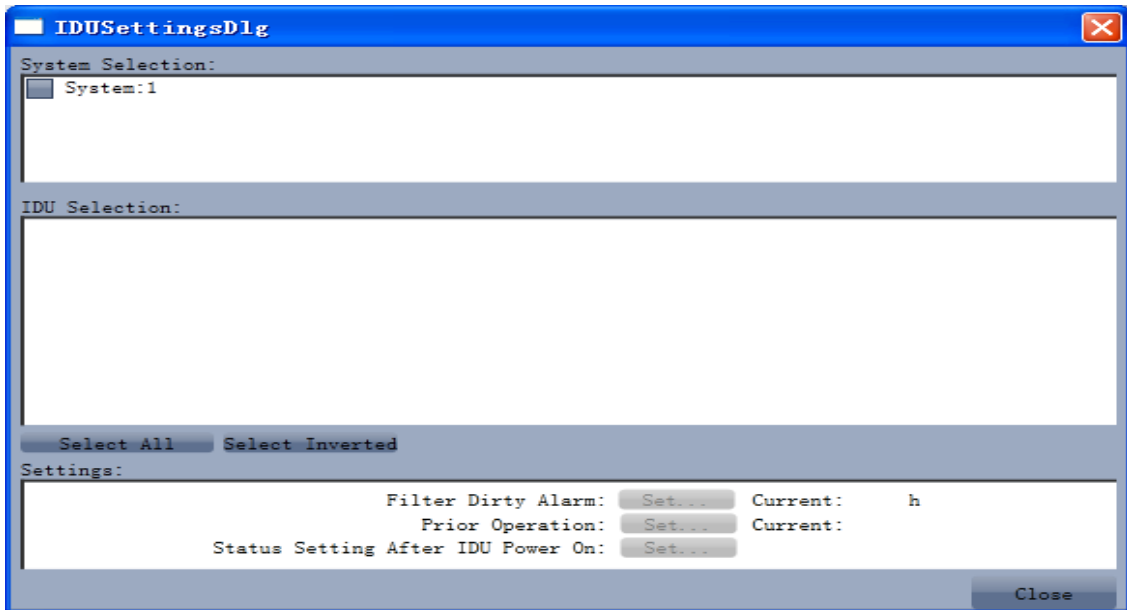 IDUSettingsDlg
System Selection:
System:1
IDU Selection:
Select All Select Inverted
Settings:
Filter Dirty Alarm: Set... Current: h
Prior Operation: Set... Current:
Status Setting After IDU Power On: Set...
Close